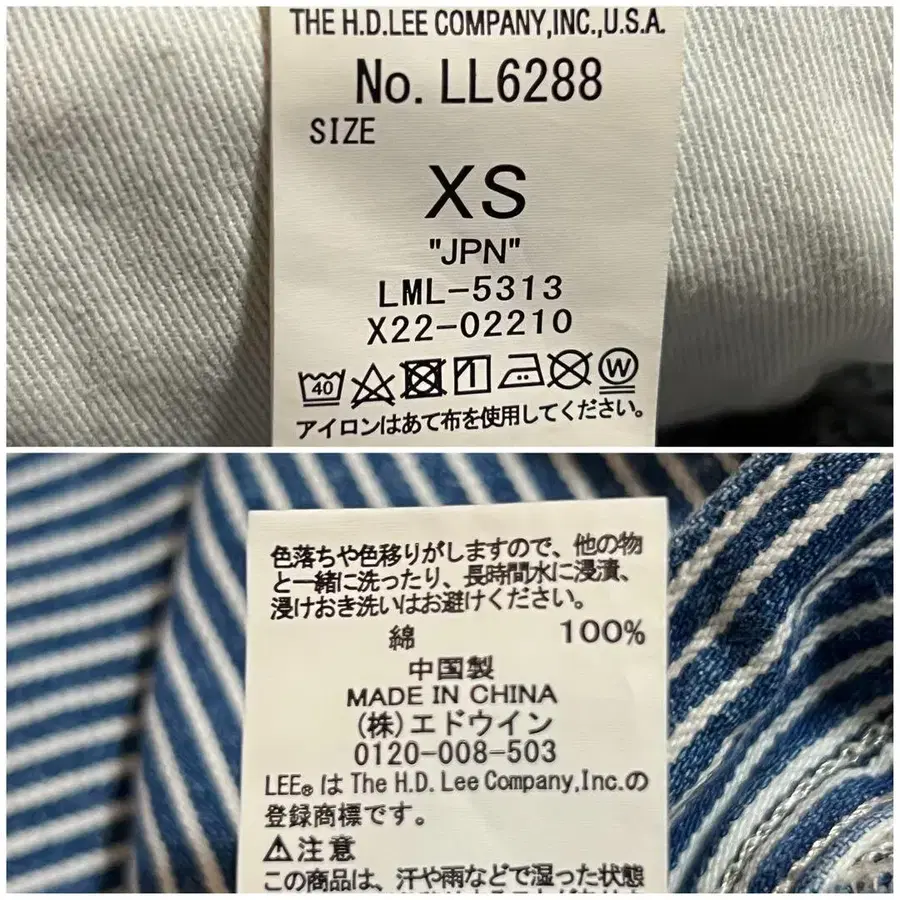 THE H.D.LEE COMPANY,INC.,U.S.A.
No. LL6288
SIZE
XS
"JPN"
LML-5313
X22-02210
40 W
アイロンはあて布を使用してください。
色落ちや色移りがしますので、他の物
と一緒に洗ったり、長時間水に浸漬、
浸けおき洗いはお避けください。
綿 100%
中国製
MADE IN CHINA
(株)エドウイン
0120-008-503
LEE® は The H.D. Lee Company,Inc.の
登録商標です。
⚠注意
この商品は、汗や雨などで湿った状態